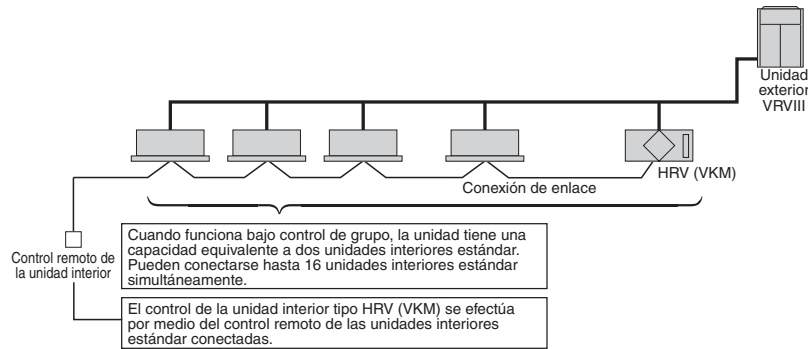 Unidad
exterior
VRVIII
HRV (VKM)
Conexión de enlace
Control remoto de
la unidad interior
Cuando funciona bajo control de grupo, la unidad tiene una
capacidad equivalente a dos unidades interiores estándar.
Pueden conectarse hasta 16 unidades interiores estándar
simultáneamente.
El control de la unidad interior tipo HRV (VKM) se efectúa
por medio del control remoto de las unidades interiores
estándar conectadas.